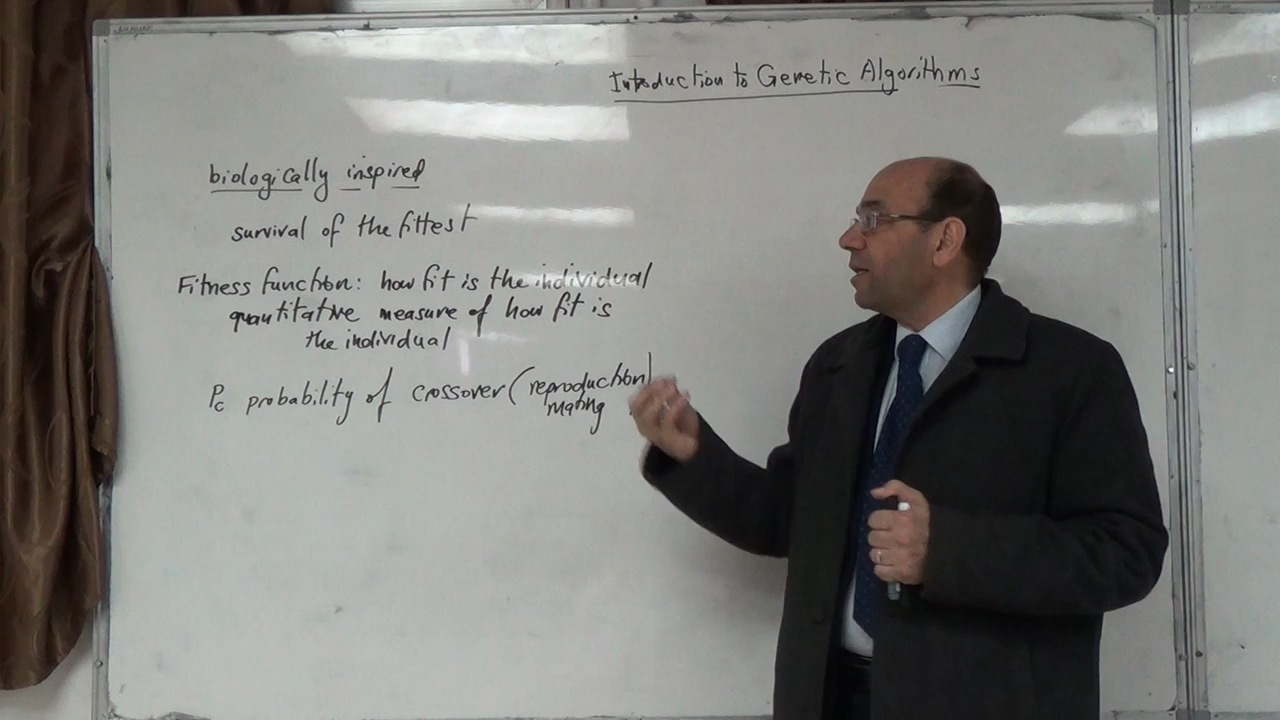 Introduction to Genetic Algorithms
biologically inspired
survival of the fittest
Fitness function: how fit is the individual
quantitative measure of how fit is
the individual
Pc probability of crossover (reproduction)
mating